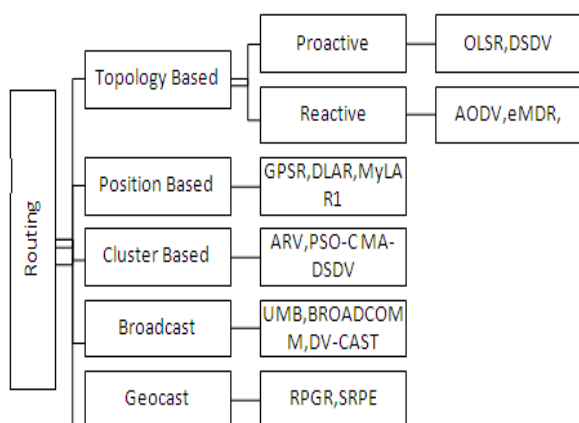 Routing
Topology Based
Proactive
OLSR,DSDV
Reactive
AODV,eMDR,
Position Based
GPSR,DLAR,MyLA
R1
Cluster Based
ARV,PSO-CMA-
DSDV
Broadcast
UMB,BROADCOM
M,DV-CAST
Geocast
RPGR,SRPE